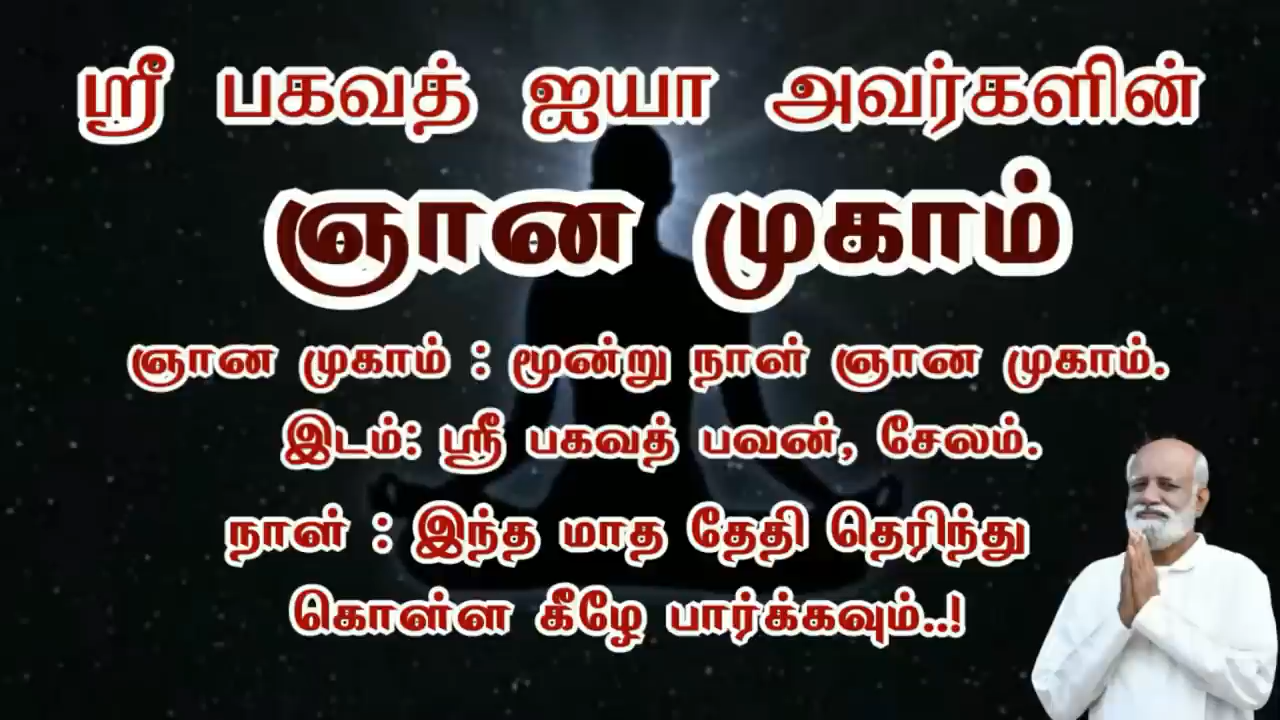 ஸ்ரீ பகவத் ஐயா அவர்களின்
ஞான முகாம்
ஞான முகாம் : மூன்று நாள் ஞான முகாம்.
இடம்: ஸ்ரீ பகவத் பவன், சேலம்.
நாள் : இந்த மாத தேதி தெரிந்து
கொள்ள கீழே பார்க்கவும்..!